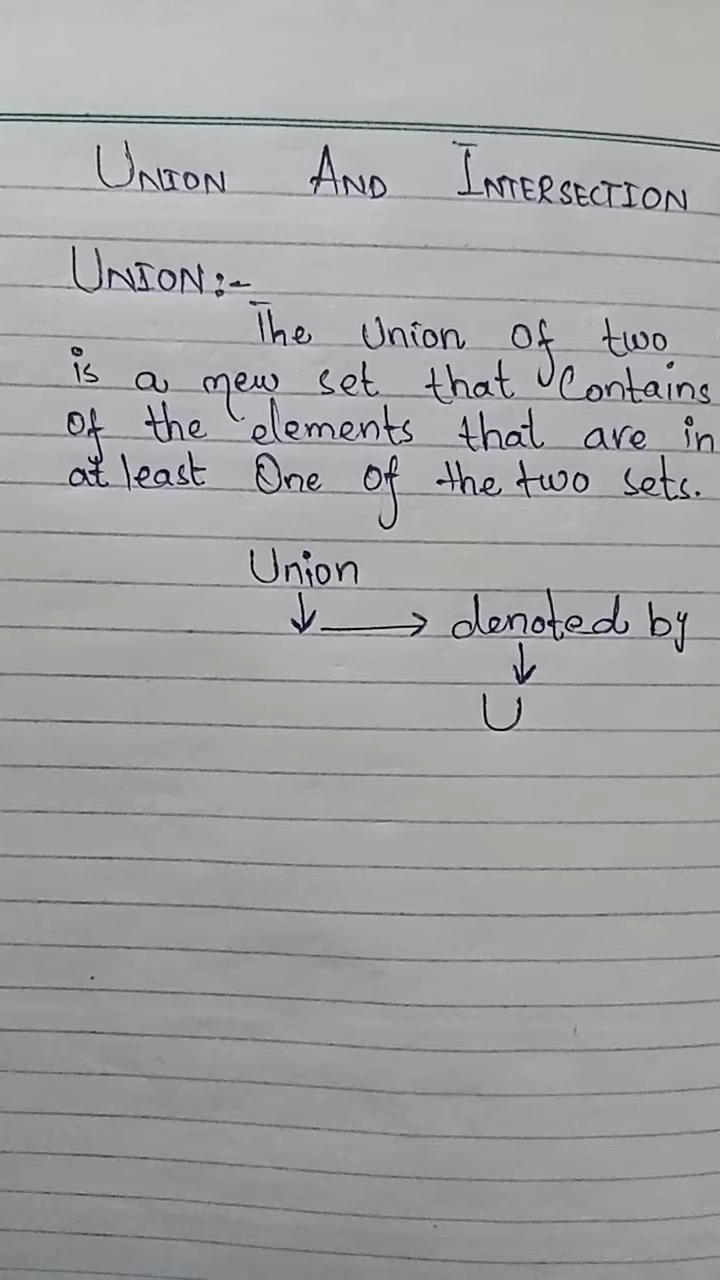 UNION AND INTERSECTION
UNION:-
The Union Of two
is a new set that Contains
of the elements that are in
at least One of the two sets.
Union
↓ → denoted by
↓
U